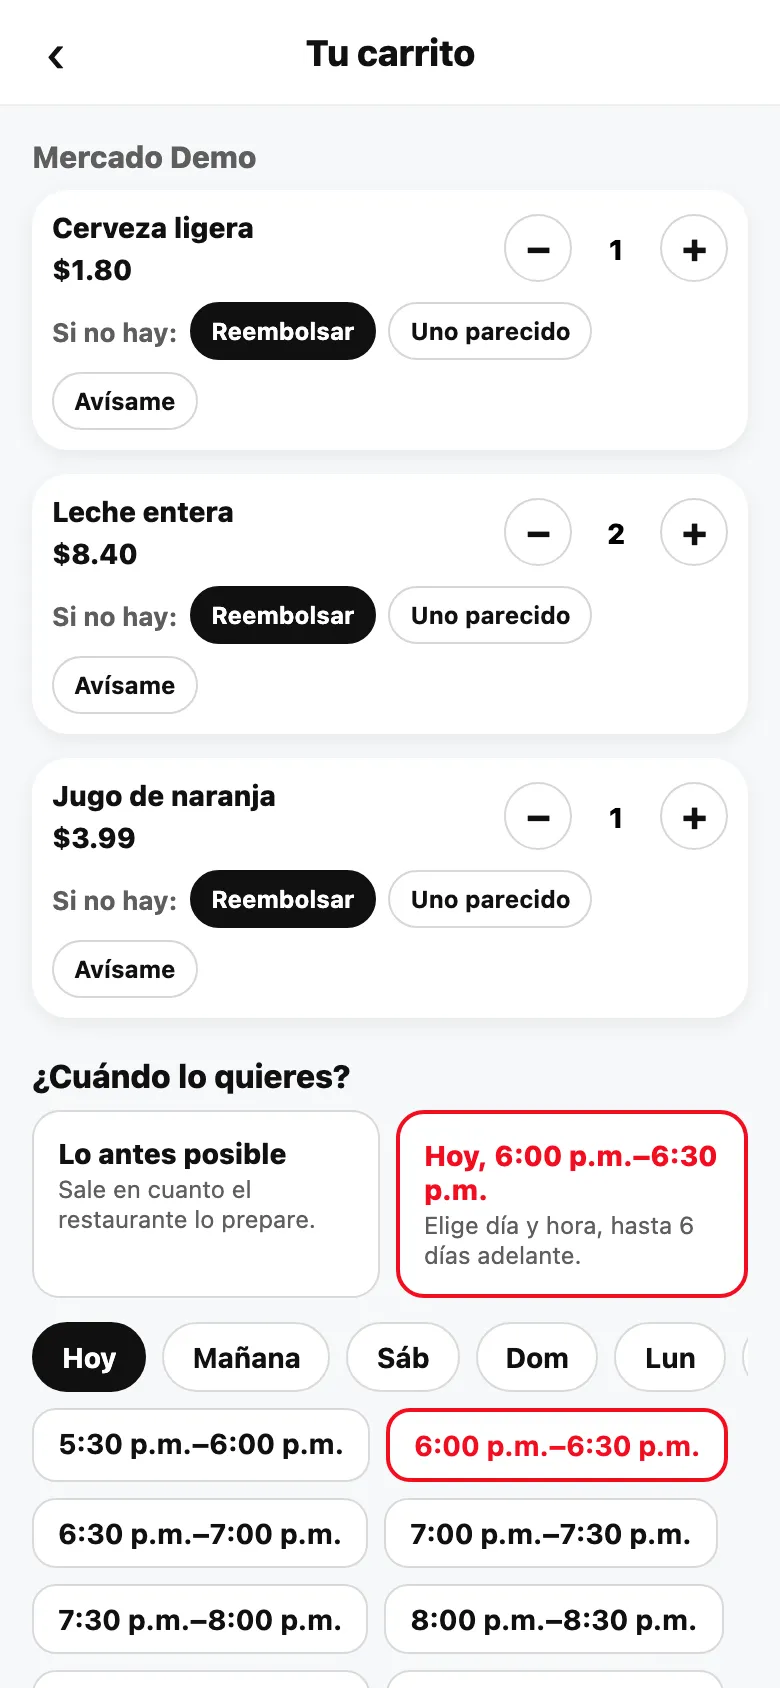 ‹
Tu carrito
Mercado Demo
Cerveza ligera
$1.80
− 1 +
Si no hay: Reembolsar Uno parecido
Avísame
Leche entera
$8.40
− 2 +
Si no hay: Reembolsar Uno parecido
Avísame
Jugo de naranja
$3.99
− 1 +
Si no hay: Reembolsar Uno parecido
Avísame
¿Cuándo lo quieres?
Lo antes posible
Sale en cuanto el
restaurante lo prepare.
Hoy, 6:00 p.m.–6:30
p.m.
Elige día y hora, hasta 6
días adelante.
Hoy Mañana Sáb Dom Lun
5:30 p.m.–6:00 p.m. 6:00 p.m.–6:30 p.m.
6:30 p.m.–7:00 p.m. 7:00 p.m.–7:30 p.m.
7:30 p.m.–8:00 p.m. 8:00 p.m.–8:30 p.m.